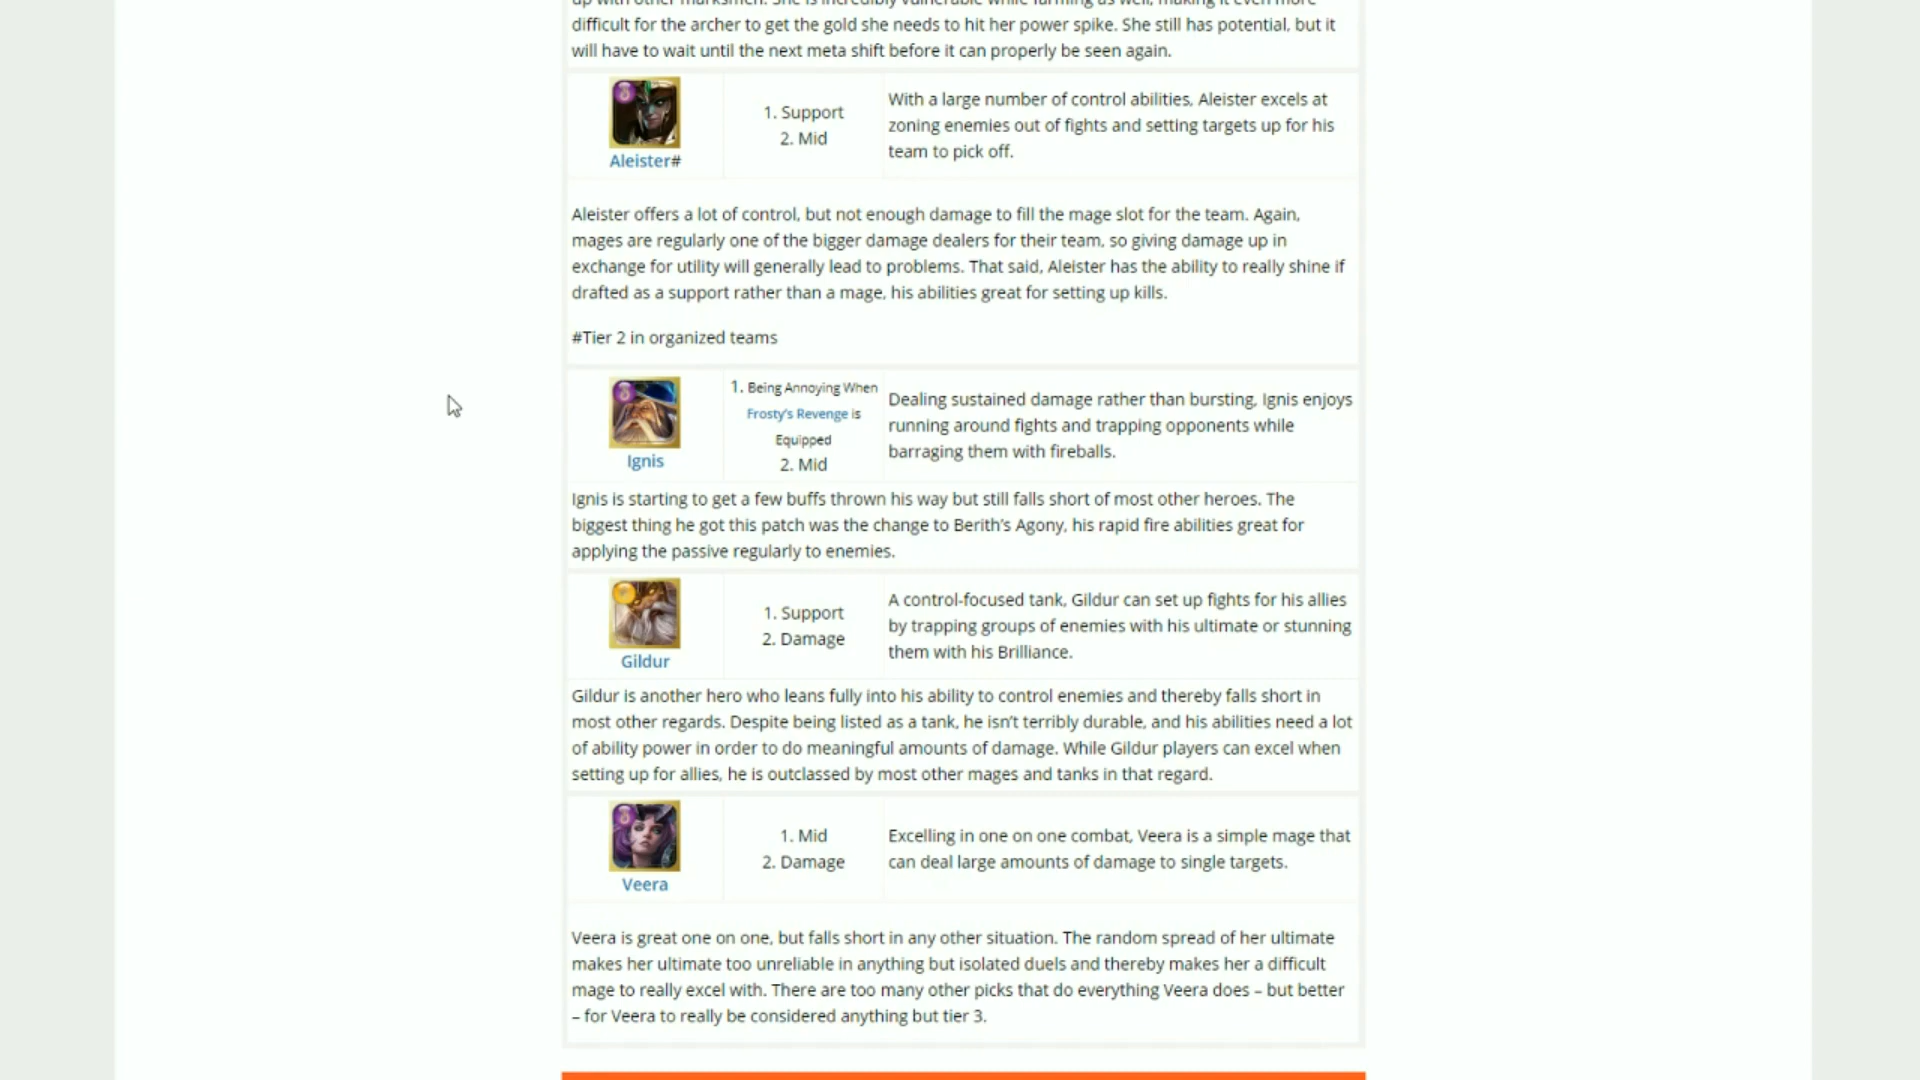 up with other marksmen. She is incredibly vulnerable while farming as well, making it even more
difficult for the archer to get the gold she needs to hit her power spike. She still has potential, but it
will have to wait until the next meta shift before it can properly be seen again.
Aleister#
1. Support
2. Mid
With a large number of control abilities, Aleister excels at
zoning enemies out of fights and setting targets up for his
team to pick off.
Aleister offers a lot of control, but not enough damage to fill the mage slot for the team. Again,
mages are regularly one of the bigger damage dealers for their team, so giving damage up in
exchange for utility will generally lead to problems. That said, Aleister has the ability to really shine if
drafted as a support rather than a mage, his abilities great for setting up kills.
#Tier 2 in organized teams
Ignis
1. Being Annoying When
Frosty's Revenge is
Equipped
2. Mid
Dealing sustained damage rather than bursting, Ignis enjoys
running around fights and trapping opponents while
barraging them with fireballs.
Ignis is starting to get a few buffs thrown his way but still falls short of most other heroes. The
biggest thing he got this patch was the change to Berith's Agony, his rapid fire abilities great for
applying the passive regularly to enemies.
Gildur
1. Support
2. Damage
A control-focused tank, Gildur can set up fights for his allies
by trapping groups of enemies with his ultimate or stunning
them with his Brilliance.
Gildur is another hero who leans fully into his ability to control enemies and thereby falls short in
most other regards. Despite being listed as a tank, he isn't terribly durable, and his abilities need a lot
of ability power in order to do meaningful amounts of damage. While Gildur players can excel when
setting up for allies, he is outclassed by most other mages and tanks in that regard.
Veera
1. Mid
2. Damage
Excelling in one on one combat, Veera is a simple mage that
can deal large amounts of damage to single targets.
Veera is great one on one, but falls short in any other situation. The random spread of her ultimate
makes her ultimate too unreliable in anything but isolated duels and thereby makes her a difficult
mage to really excel with. There are too many other picks that do everything Veera does – but better
– for Veera to really be considered anything but tier 3.